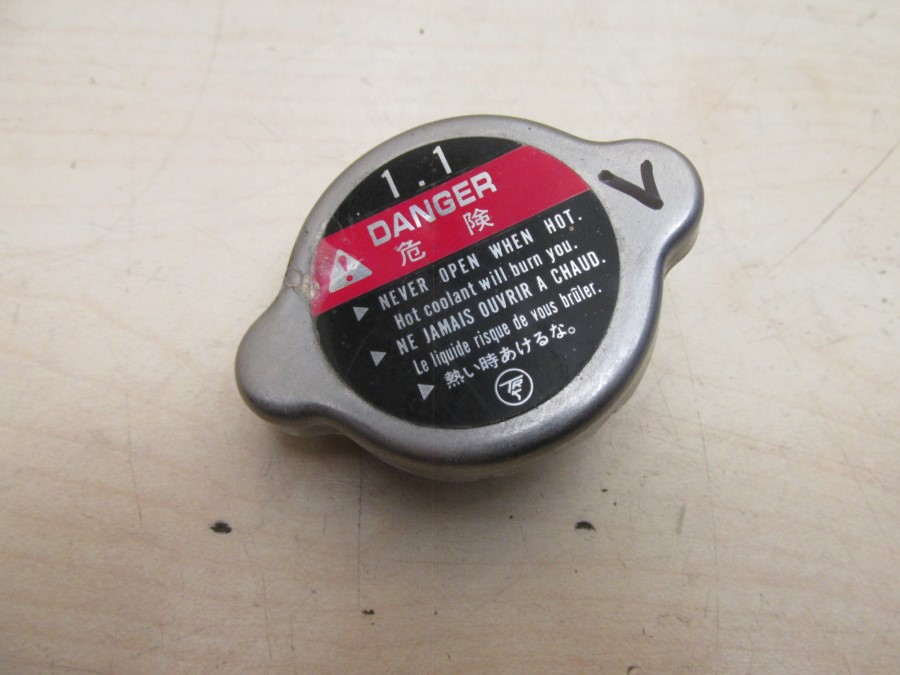 1.1
DANGER
危険
NEVER OPEN WHEN HOT.
Hot coolant will burn you.
NE JAMAIS OUVRIR À CHAUD.
Le liquide risque de vous brûler.
熱い時あけるな。
V